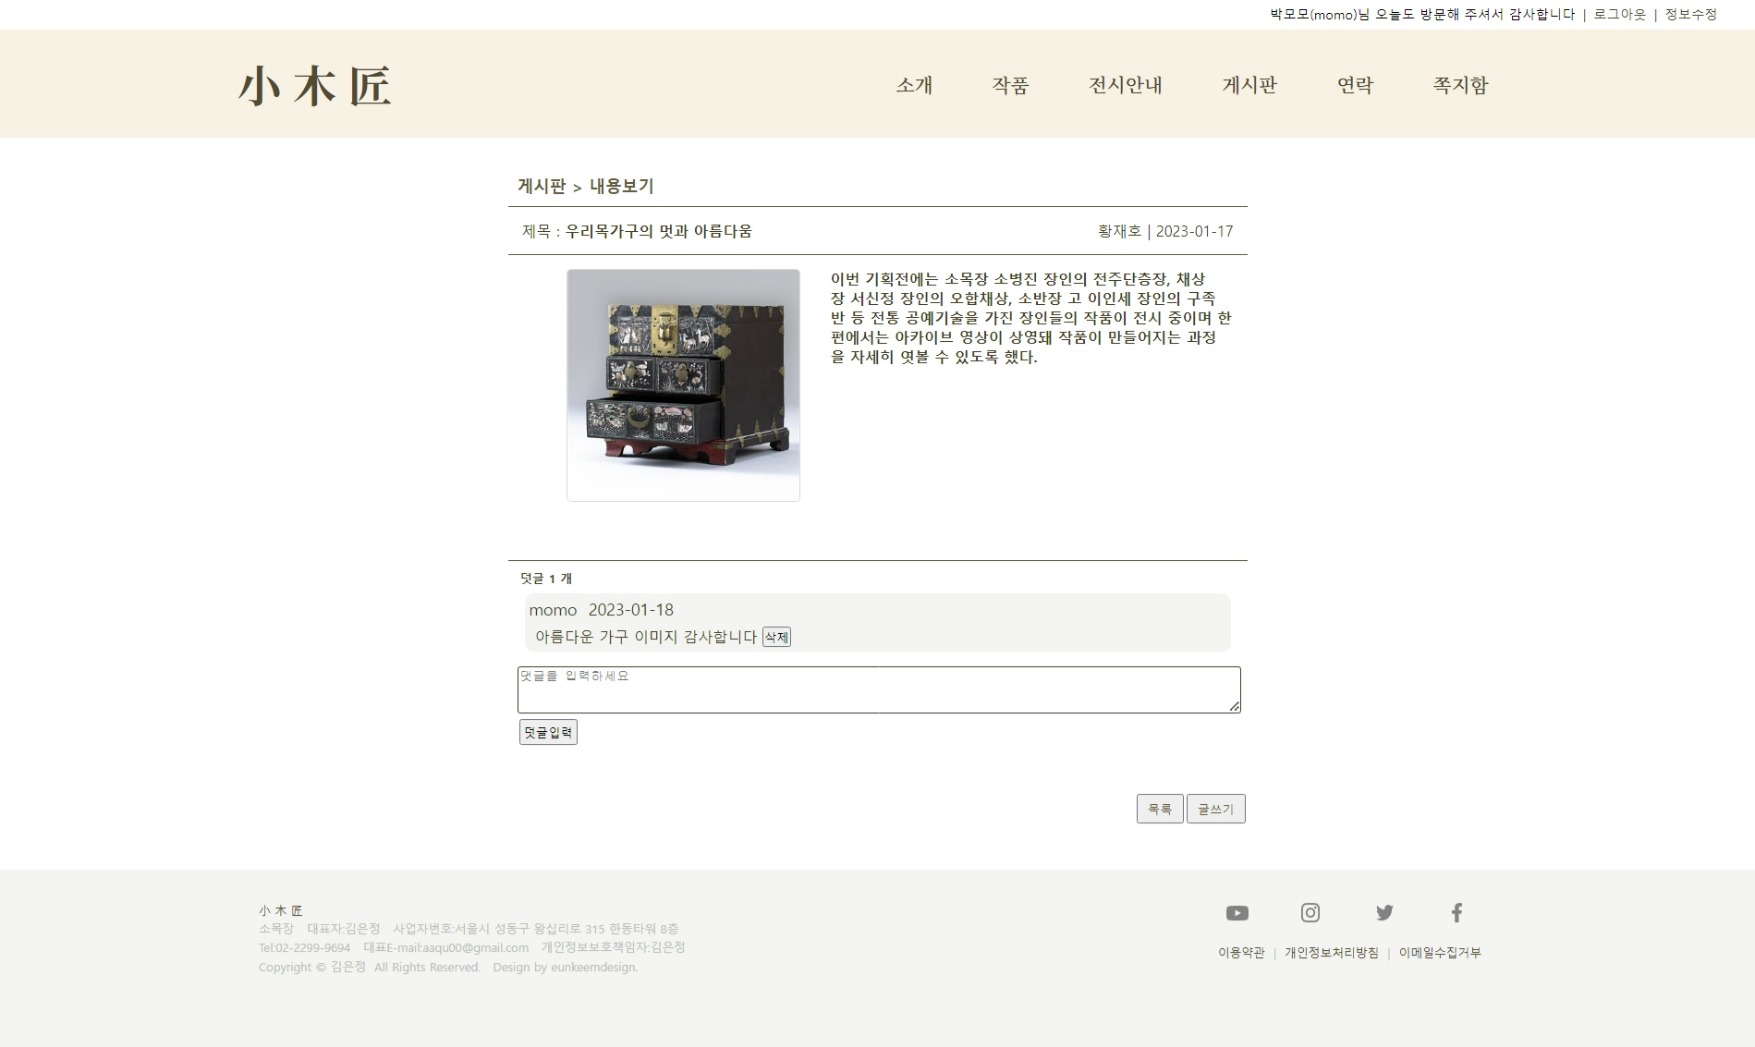 박모모(momo)님 오늘도 방문해 주셔서 감사합니다 | 로그아웃 | 정보수정
小木匠
소개 작품 전시안내 게시판 연락 쪽지함
게시판 > 내용보기
제목 : 우리목가구의 멋과 아름다움 황재호 | 2023-01-17
이번 기획전에는 소목장 소병진 장인의 전주단층장, 채상
장 서신정 장인의 오합채상, 소반장 고 이인세 장인의 구족
반 등 전통 공예기술을 가진 장인들의 작품이 전시 중이며 한
편에서는 아카이브 영상이 상영돼 작품이 만들어지는 과정
을 자세히 엿볼 수 있도록 했다.
덧글 1 개
momo 2023-01-18
아름다운 가구 이미지 감사합니다 삭제
댓글을 입력하세요
덧글입력
목록 글쓰기
小木匠
소목장 대표자:김은정 사업자번호:서울시 성동구 왕십리로 315 한동타워 8층
Tel:02-2299-9694 대표E-mail:aaqu00@gmail.com 개인정보보호책임자:김은정
Copyright © 김은정 All Rights Reserved. Design by eunkeemdesign.
이용약관 | 개인정보처리방침 | 이메일수집거부